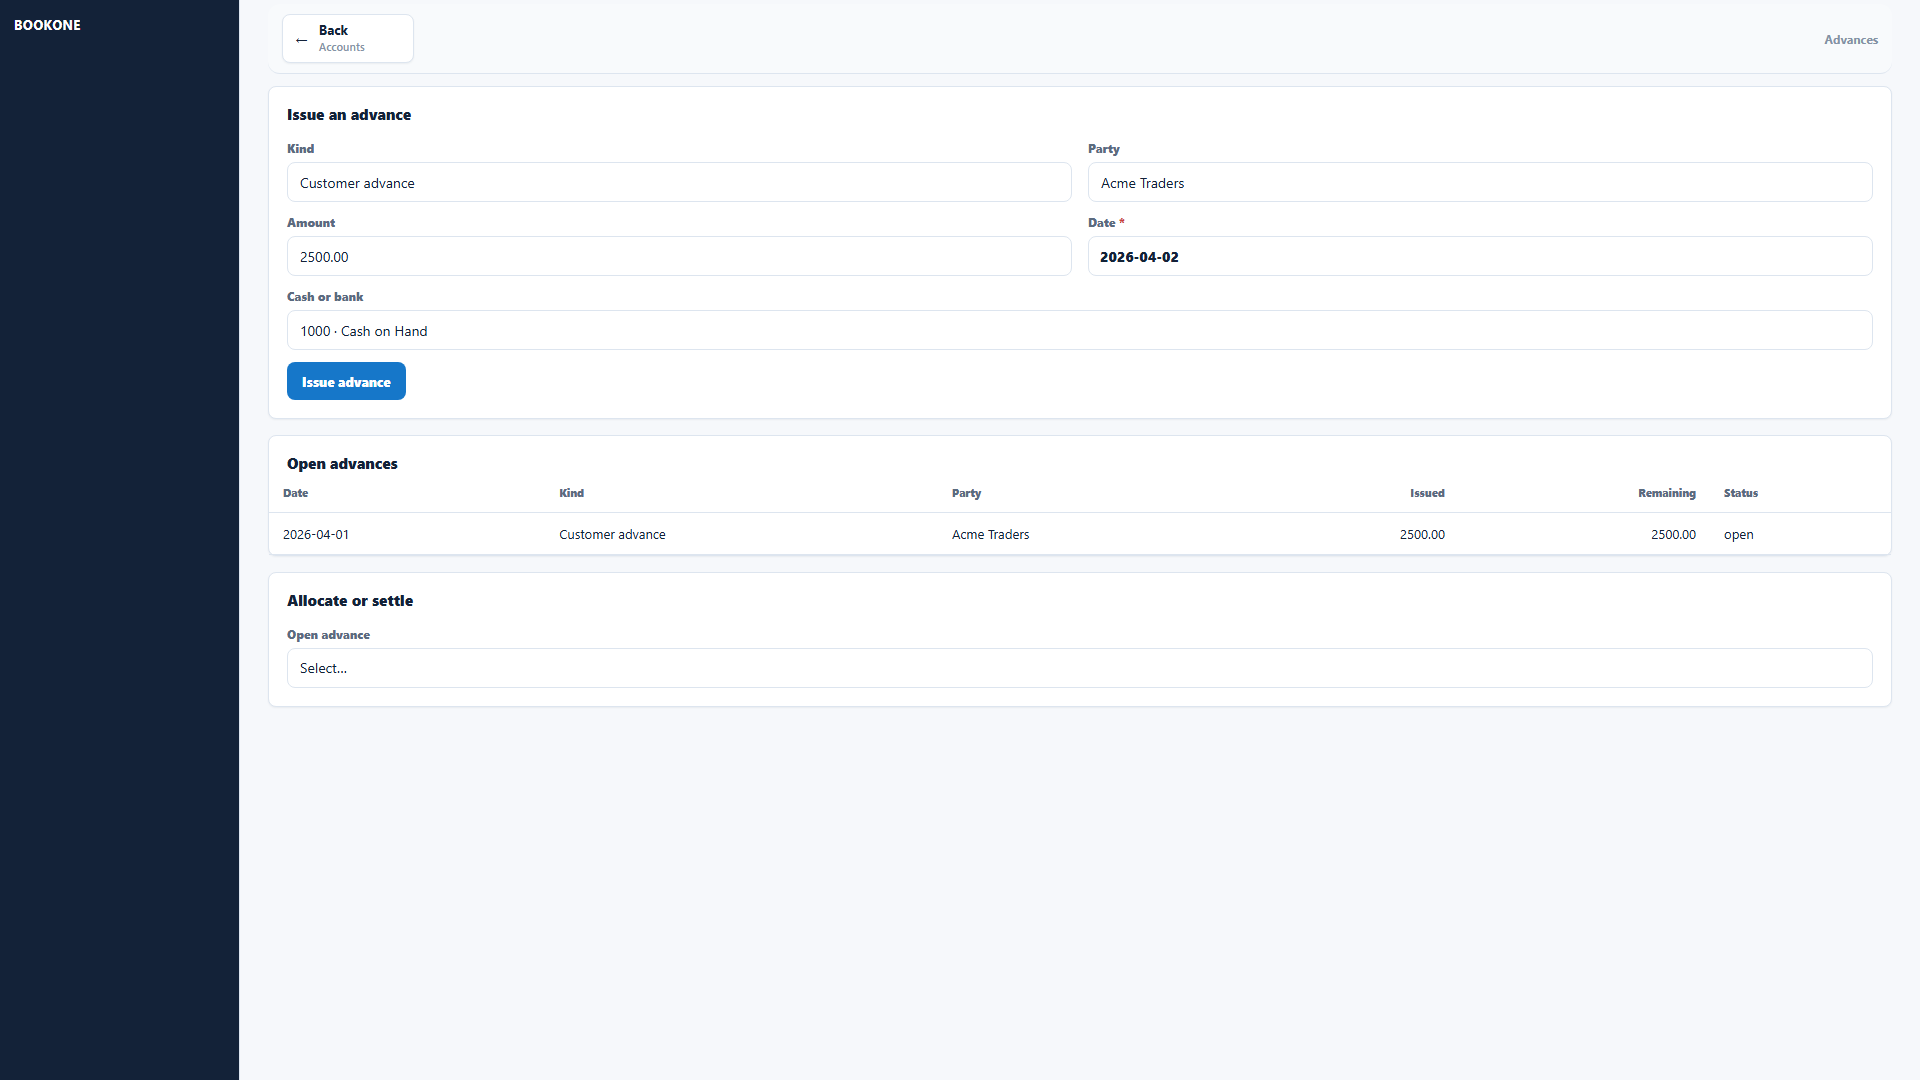 BOOKONE
← Back
Accounts
Advances
Issue an advance
Kind
Party
Customer advance
Acme Traders
Amount
Date *
2500.00
2026-04-02
Cash or bank
1000 · Cash on Hand
Issue advance
Open advances
Date Kind Party Issued Remaining Status
2026-04-01 Customer advance Acme Traders 2500.00 2500.00 open
Allocate or settle
Open advance
Select...